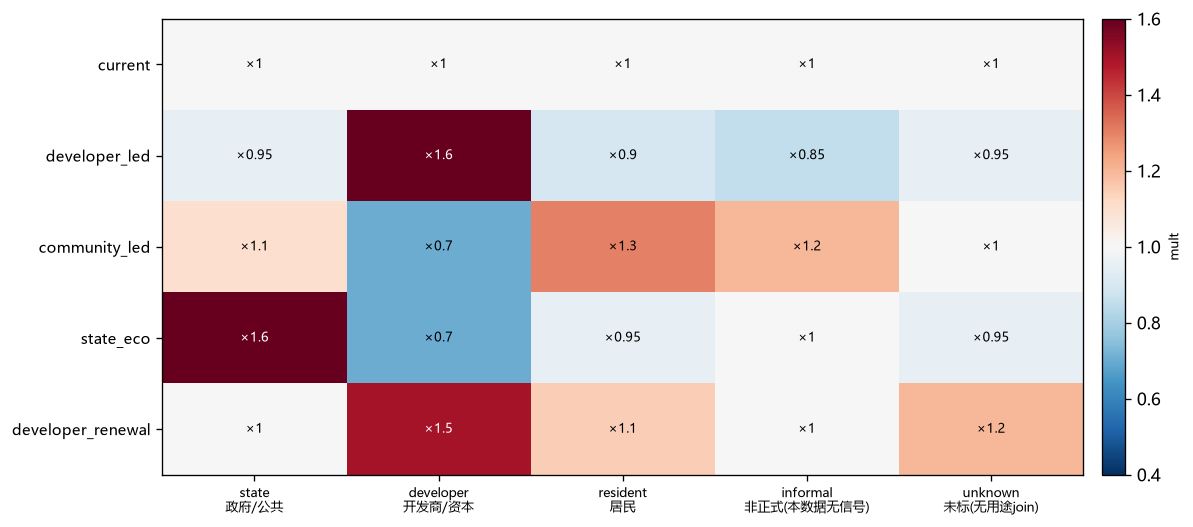 current ×1 ×1 ×1 ×1 ×1
developer_led ×0.95 ×1.6 ×0.9 ×0.85 ×0.95
community_led ×1.1 ×0.7 ×1.3 ×1.2 ×1
state_eco ×1.6 ×0.7 ×0.95 ×1 ×0.95
developer_renewal ×1 ×1.5 ×1.1 ×1 ×1.2
state developer resident informal unknown
政府/公共 开发商/资本 居民 非正式(本数据无信号) 未标(无用途join)
1.6
1.4
1.2
1.0
0.8
0.6
0.4
mult